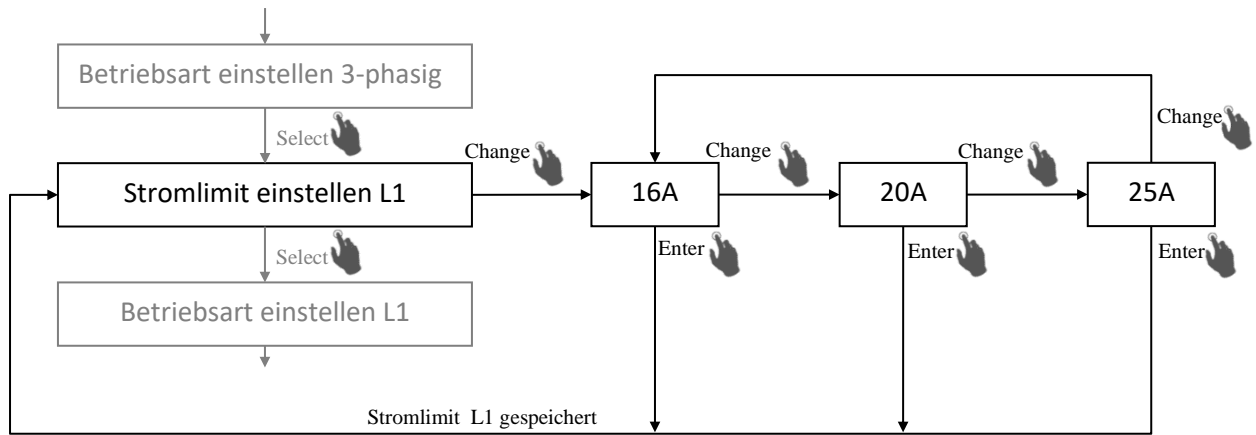 Betriebsart einstellen 3-phasig
Select
Change
Stromlimit einstellen L1
Change
16A
Change
20A
Change
25A
Select
Enter
Enter
Enter
Betriebsart einstellen L1
Stromlimit L1 gespeichert